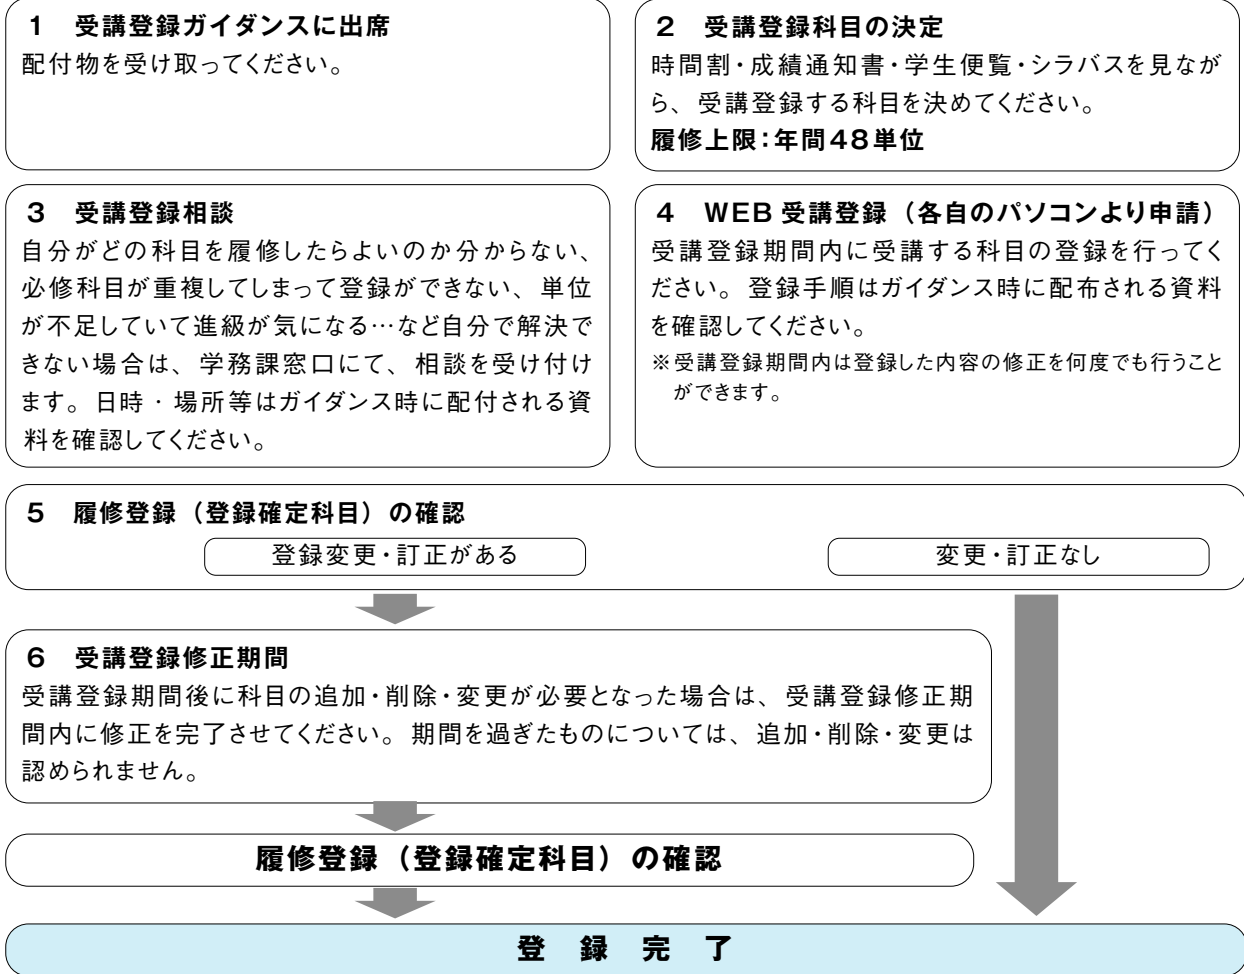 1 受講登録ガイダンスに出席
配付物を受け取ってください。
2 受講登録科目の決定
時間割・成績通知書・学生便覧・シラバスを見なが
ら、受講登録する科目を決めてください。
履修上限:年間48単位
3 受講登録相談
自分がどの科目を履修したらよいのか分からない、
必修科目が重複してしまって登録ができない、単位
が不足していて進級が気になる…など自分で解決で
きない場合は、学務課窓口にて、相談を受け付け
ます。日時・場所等はガイダンス時に配付される資
料を確認してください。
4 WEB 受講登録(各自のパソコンより申請)
受講登録期間内に受講する科目の登録を行ってく
ださい。登録手順はガイダンス時に配布される資料
を確認してください。
※受講登録期間内は登録した内容の修正を何度でも行うこと
ができます。
5 履修登録(登録確定科目)の確認
登録変更・訂正がある
変更・訂正なし
6 受講登録修正期間
受講登録期間後に科目の追加・削除・変更が必要となった場合は、受講登録修正期
間内に修正を完了させてください。期間を過ぎたものについては、追加・削除・変更は
認められません。
履修登録(登録確定科目)の確認
登 録 完 了